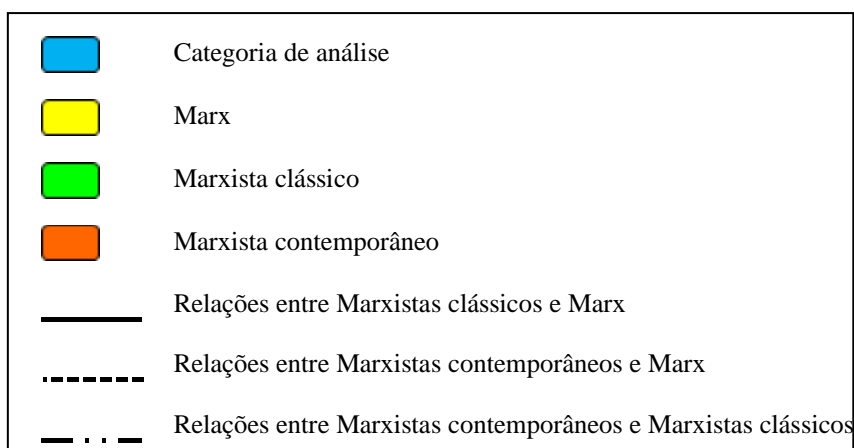 Categoria de análise
Marx
Marxista clássico
Marxista contemporâneo
Relações entre Marxistas clássicos e Marx
Relações entre Marxistas contemporâneos e Marx
Relações entre Marxistas contemporâneos e Marxistas clássicos